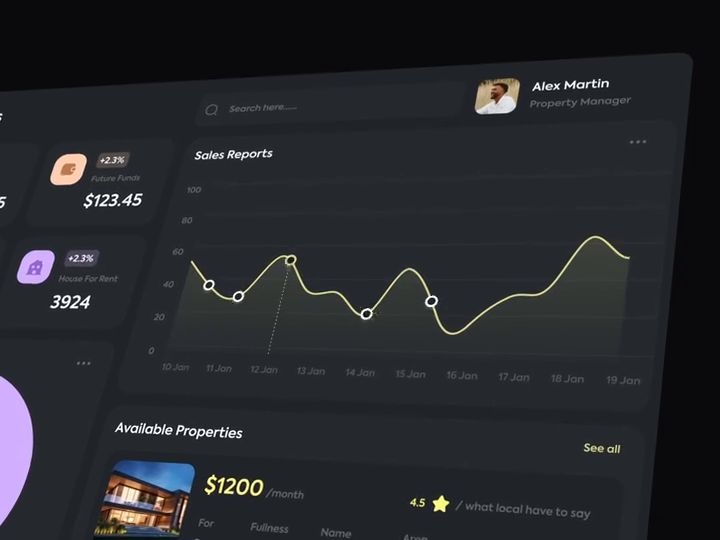 Search here......
Alex Martin
Property Manager
+2.3%
Future Funds
$123.45
+2.3%
House For Rent
3924
Sales Reports
100
80
60
40
20
0
10 Jan 11 Jan 12 Jan 13 Jan 14 Jan 15 Jan 16 Jan 17 Jan 18 Jan 19 Jan
Available Properties
See all
$1200 /month
4.5 / what local have to say
For Fullness Name Area